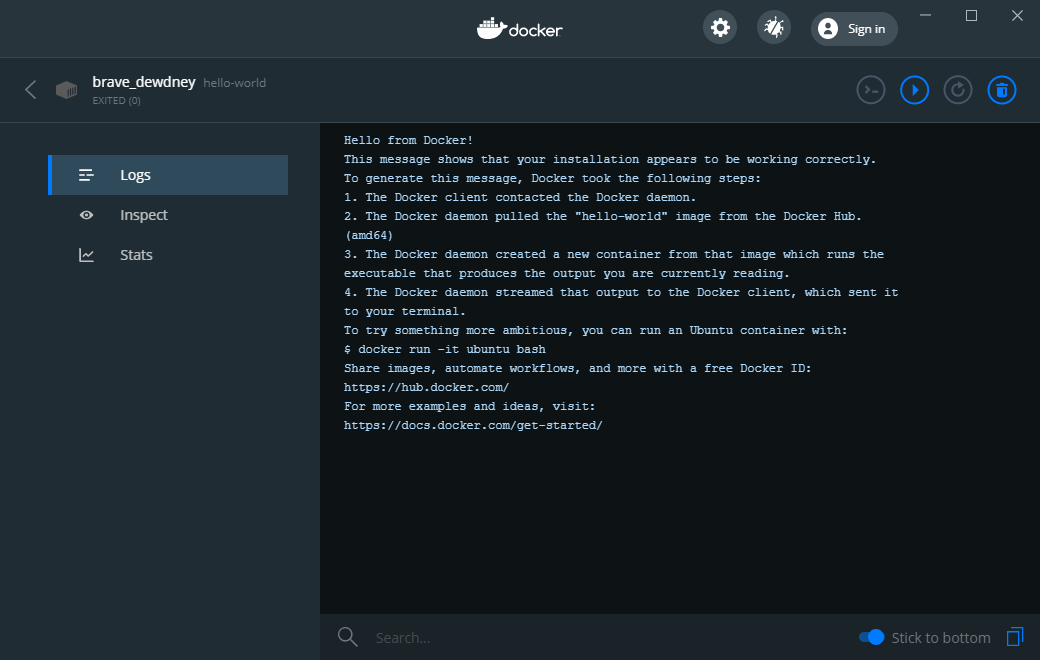 docker
Sign in
brave_dewdney hello-world
EXITED (0)
Logs
Inspect
Stats
Hello from Docker!
This message shows that your installation appears to be working correctly.
To generate this message, Docker took the following steps:
1. The Docker client contacted the Docker daemon.
2. The Docker daemon pulled the "hello-world" image from the Docker Hub.
(amd64)
3. The Docker daemon created a new container from that image which runs the
executable that produces the output you are currently reading.
4. The Docker daemon streamed that output to the Docker client, which sent it
to your terminal.
To try something more ambitious, you can run an Ubuntu container with:
$ docker run -it ubuntu bash
Share images, automate workflows, and more with a free Docker ID:
https://hub.docker.com/
For more examples and ideas, visit:
https://docs.docker.com/get-started/
Search...
Stick to bottom